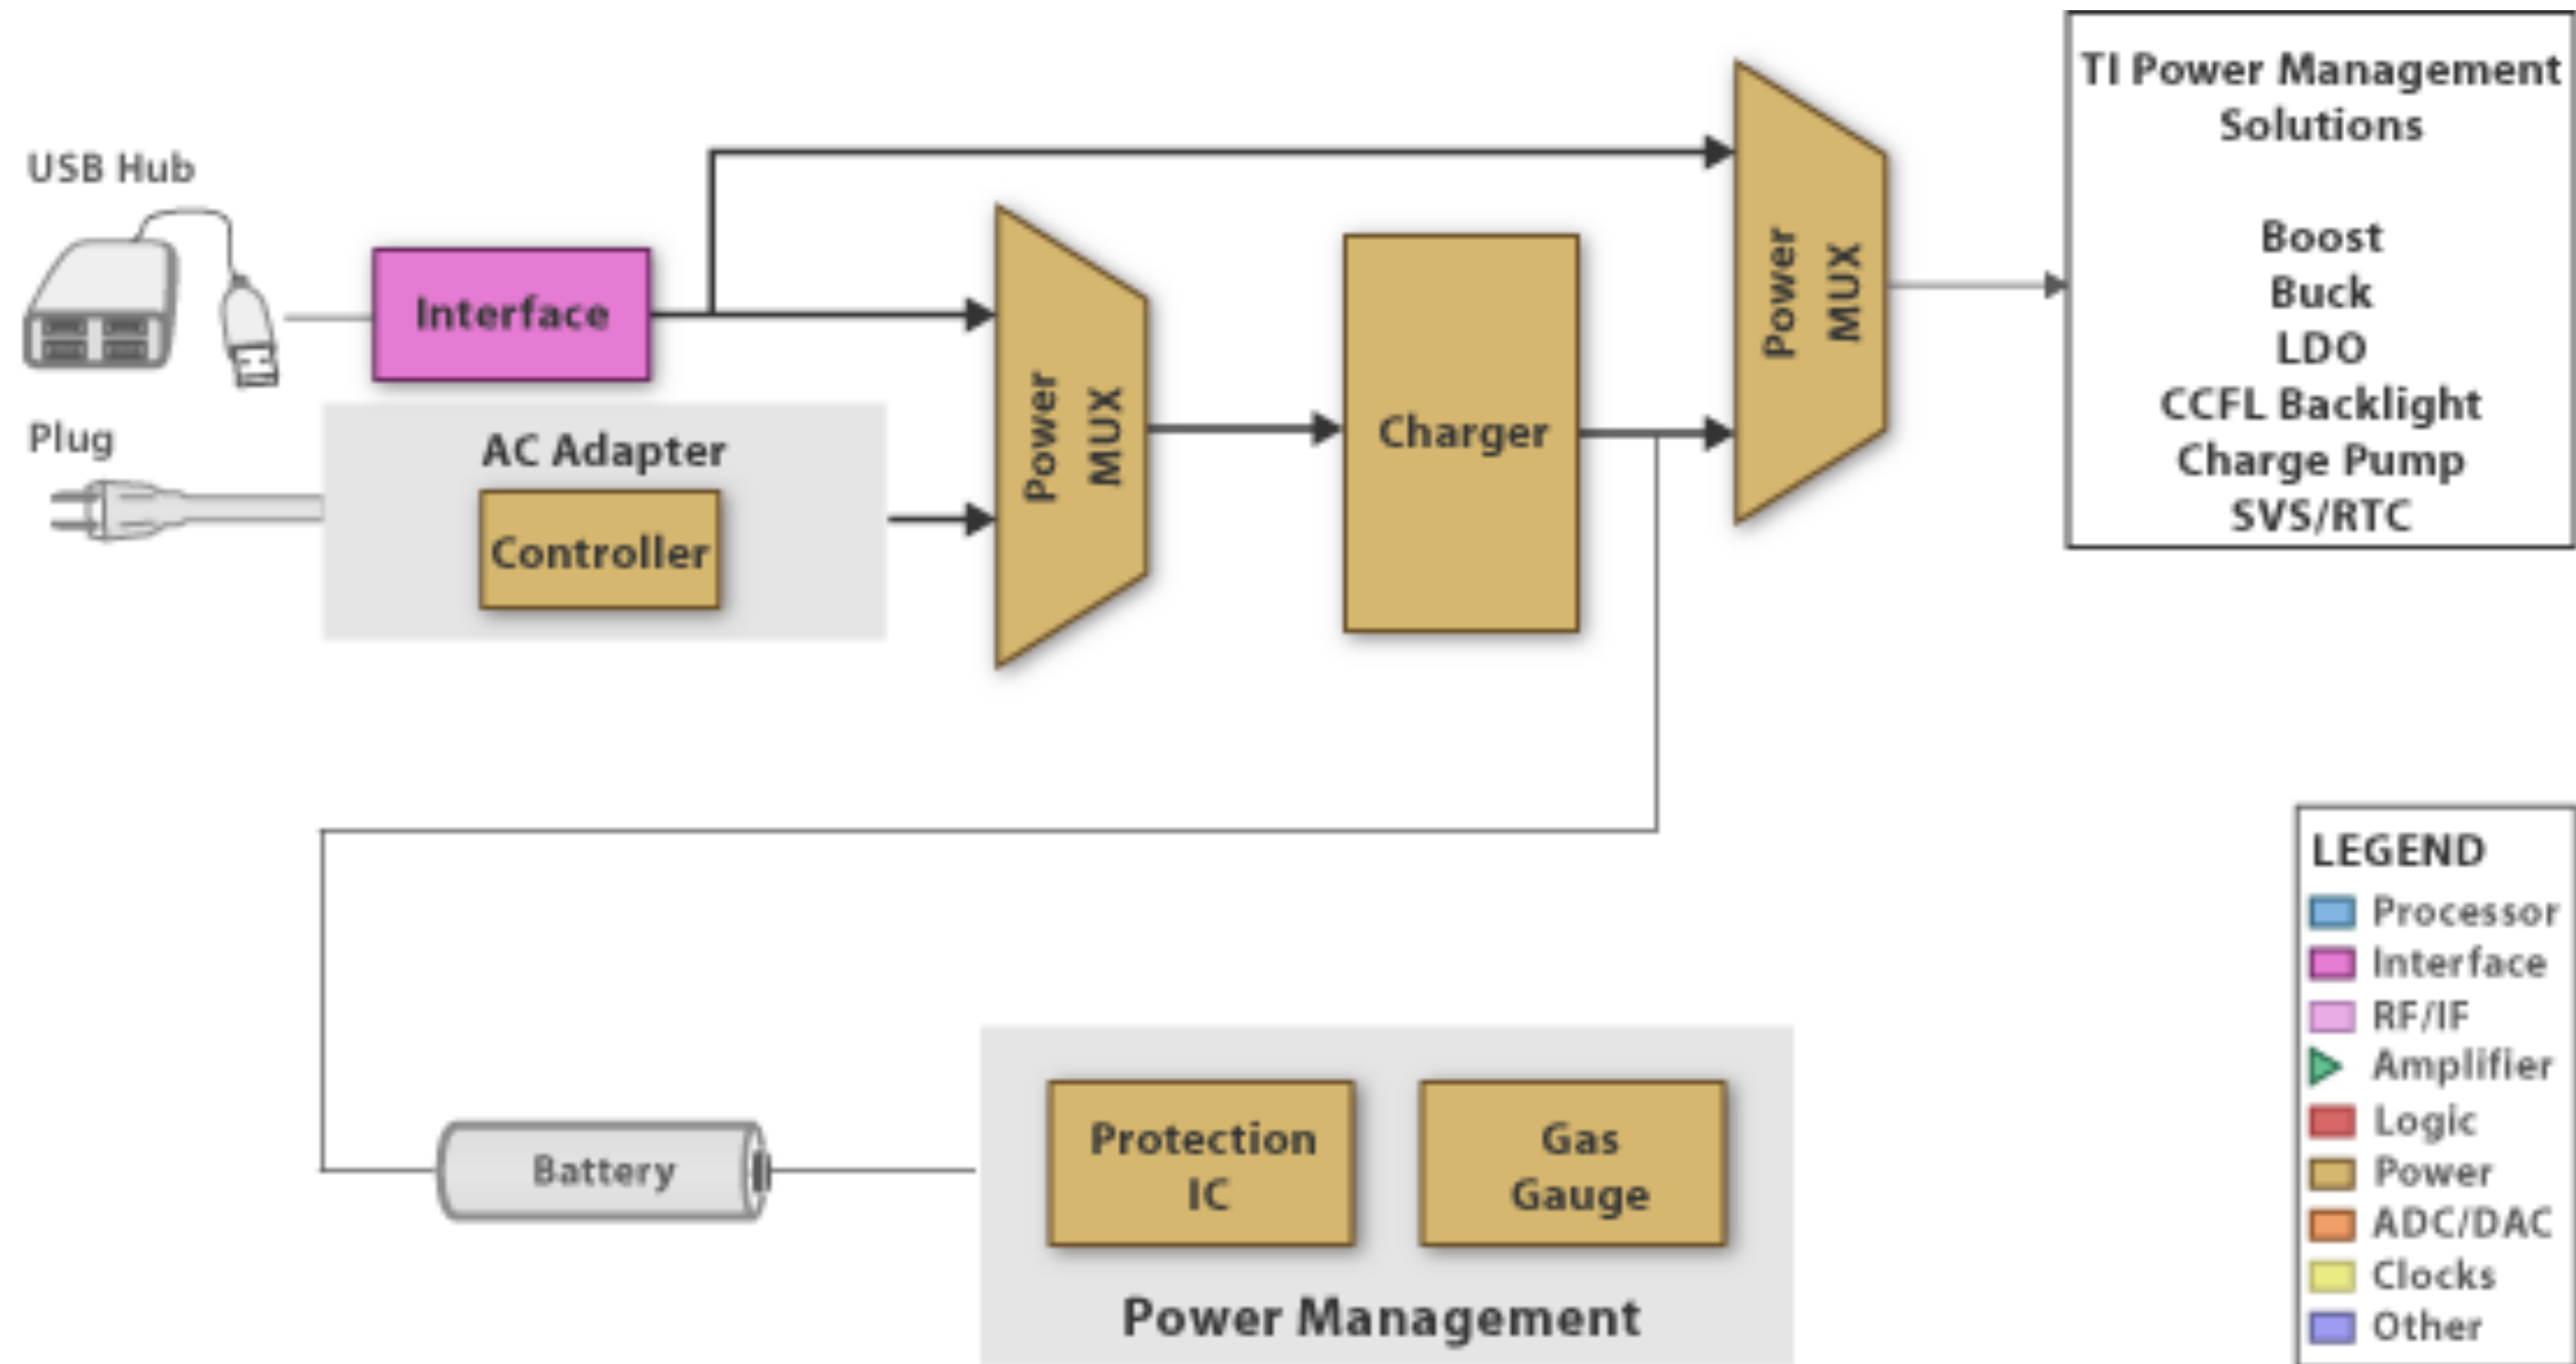 TI Power Management
Solutions
Boost
Buck
LDO
CCFL Backlight
Charge Pump
SVS/RTC
USB Hub
Interface
Plug
AC Adapter
Controller
Power
MUX
Charger
Power
MUX
Battery
Protection
IC
Gas
Gauge
Power Management
LEGEND
Processor
Interface
RF/IF
Amplifier
Logic
Power
ADC/DAC
Clocks
Other